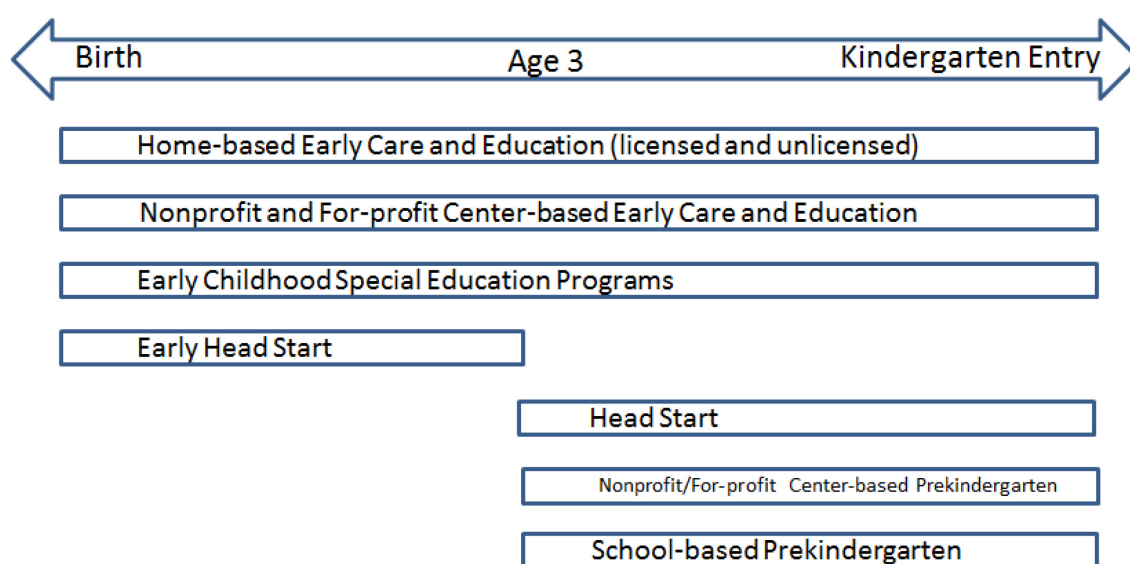 Birth Age 3 Kindergarten Entry
Home-based Early Care and Education (licensed and unlicensed)
Nonprofit and For-profit Center-based Early Care and Education
Early Childhood Special Education Programs
Early Head Start
Head Start
Nonprofit/For-profit Center-based Prekindergarten
School-based Prekindergarten